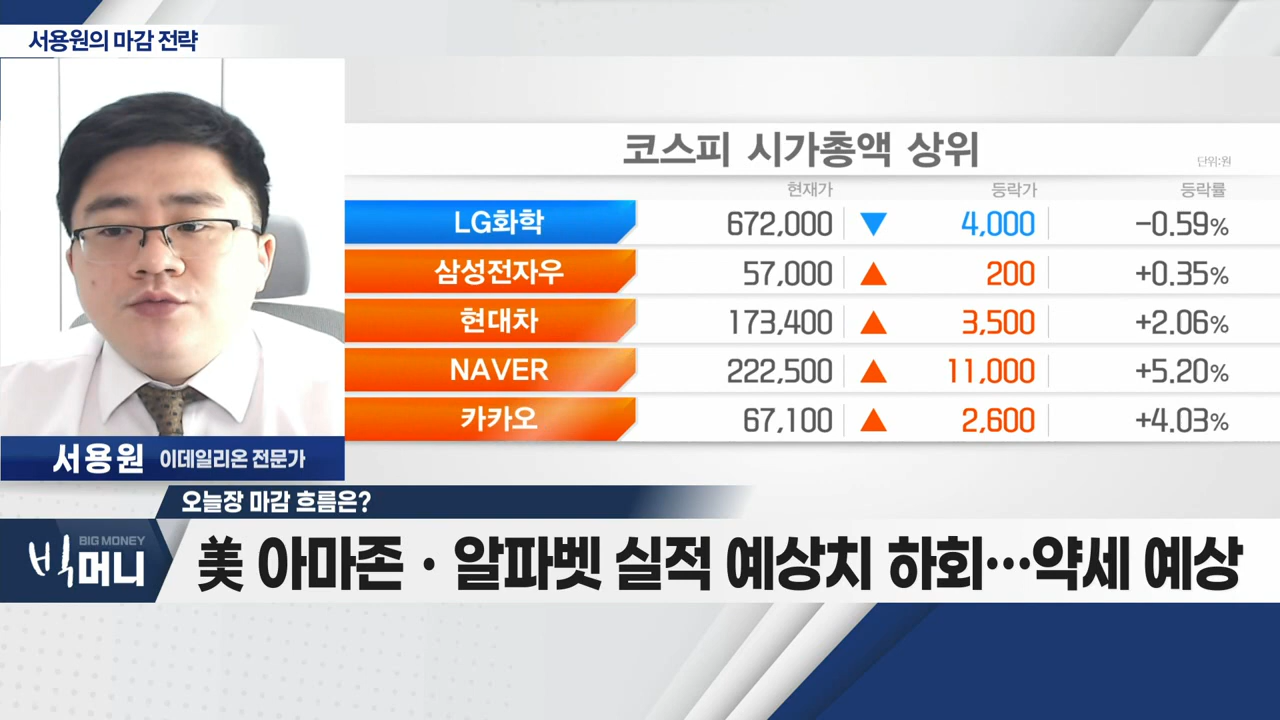 서용원의 마감 전략
코스피 시가총액 상위
단위:원
현재가 등락가 등락률
LG화학 672,000 ▼ 4,000 -0.59%
삼성전자우 57,000 ▲ 200 +0.35%
현대차 173,400 ▲ 3,500 +2.06%
NAVER 222,500 ▲ 11,000 +5.20%
카카오 67,100 ▲ 2,600 +4.03%
서용원 이데일리온 전문가
오늘장 마감 흐름은?
BIG MONEY
빅머니
美 아마존·알파벳 실적 예상치 하회…약세 예상